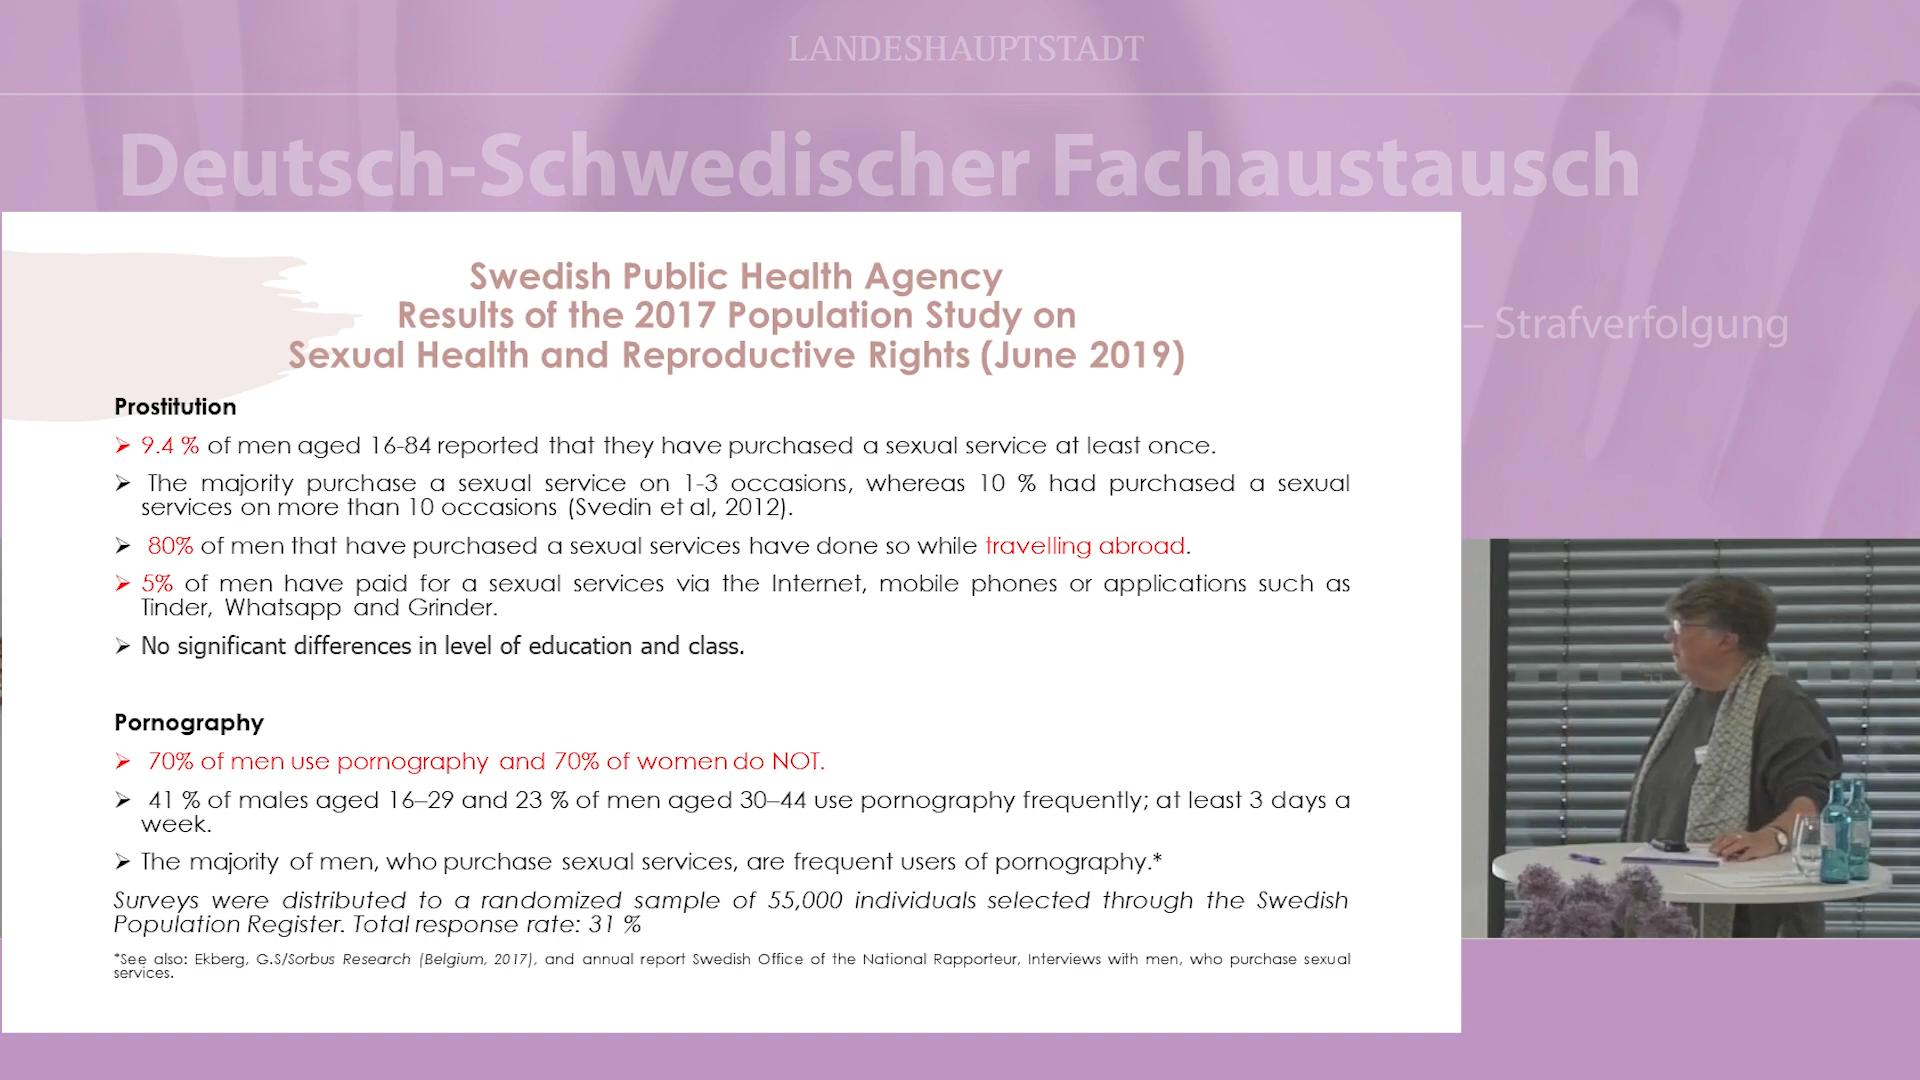 LANDESHAUPTSTADT
Deutsch-Schwedischer Fachaustausch
– Strafverfolgung
Swedish Public Health Agency
Results of the 2017 Population Study on
Sexual Health and Reproductive Rights (June 2019)
Prostitution
➢ 9.4 % of men aged 16-84 reported that they have purchased a sexual service at least once.
➢ The majority purchase a sexual service on 1-3 occasions, whereas 10 % had purchased a sexual
services on more than 10 occasions (Svedin et al, 2012).
➢ 80% of men that have purchased a sexual services have done so while travelling abroad.
➢ 5% of men have paid for a sexual services via the Internet, mobile phones or applications such as
Tinder, Whatsapp and Grinder.
➢ No significant differences in level of education and class.
Pornography
➢ 70% of men use pornography and 70% of women do NOT.
➢ 41 % of males aged 16–29 and 23 % of men aged 30–44 use pornography frequently; at least 3 days a
week.
➢ The majority of men, who purchase sexual services, are frequent users of pornography.*
Surveys were distributed to a randomized sample of 55,000 individuals selected through the Swedish
Population Register. Total response rate: 31 %
*See also: Ekberg, G.S/Sorbus Research (Belgium, 2017), and annual report Swedish Office of the National Rapporteur, Interviews with men, who purchase sexual
services.